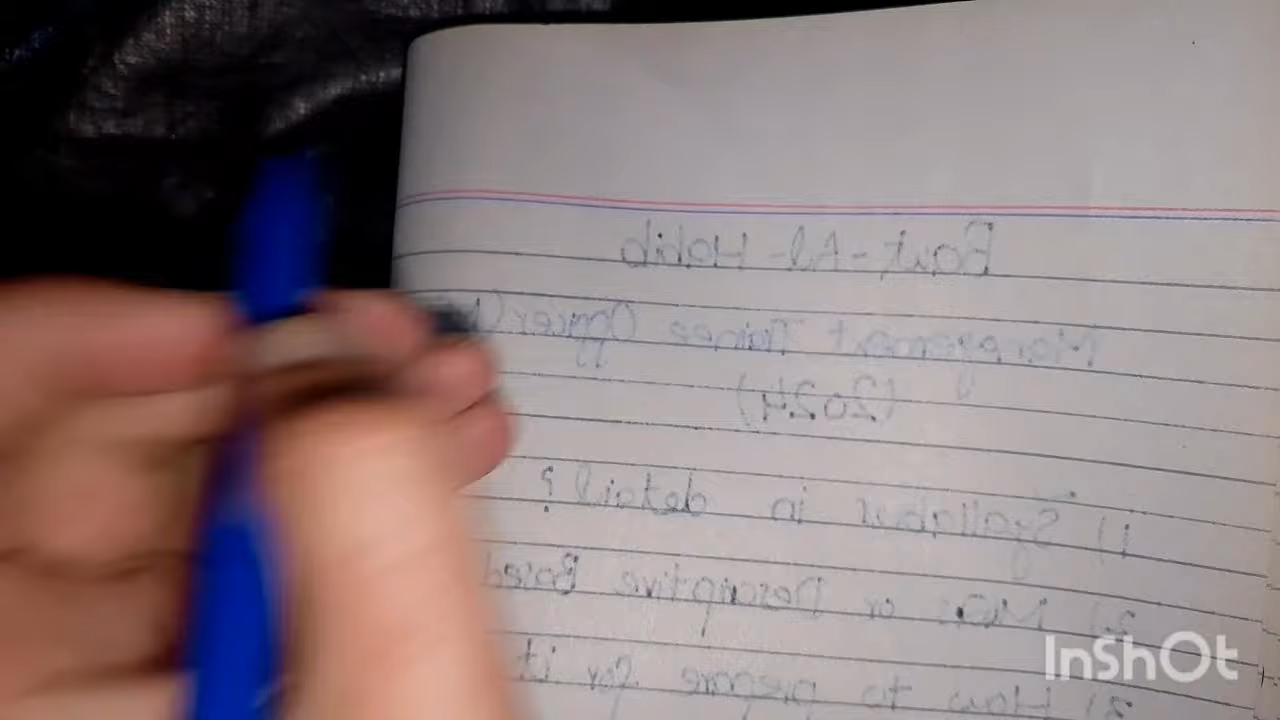 Bank-Al-Habib
Management Trainee Officer
(2024)
1) Syllabus in detail?
2) MCQs or Descriptive Based
3) How to prepare for it
InShOt